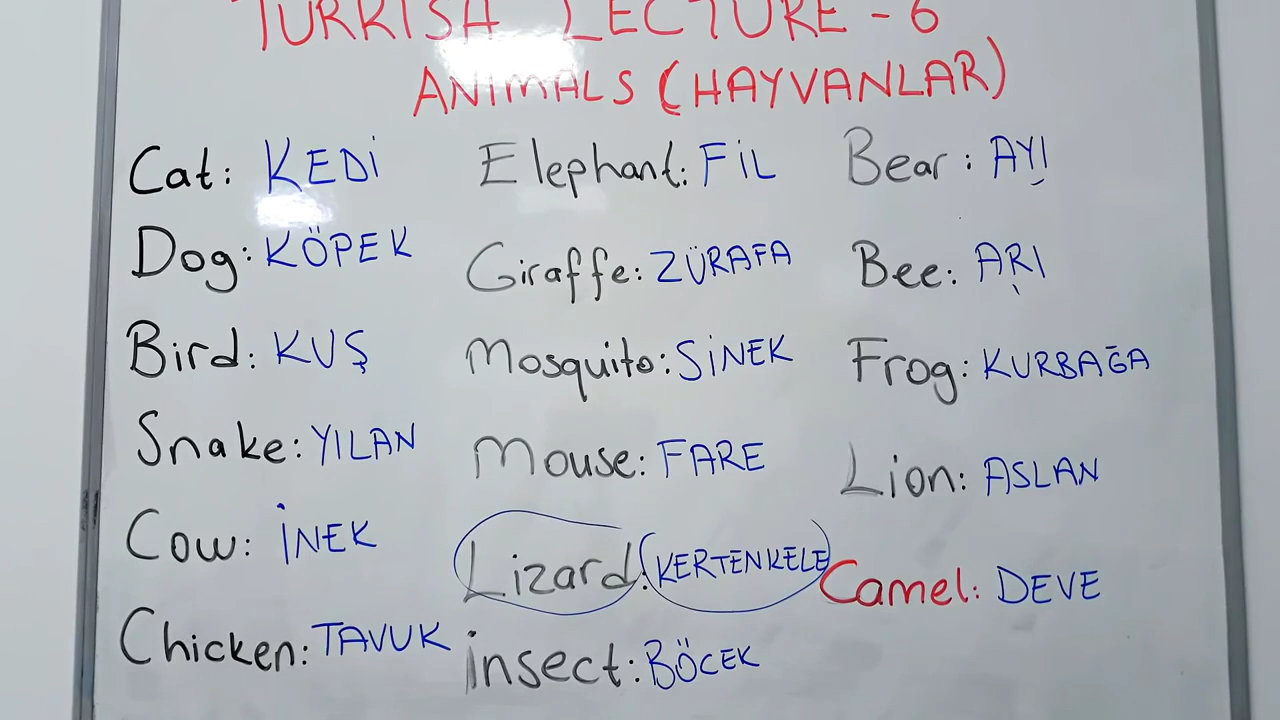 TURKISH LECTURE - 6
ANIMALS (HAYVANLAR)
Cat: KEDİ
Dog: KÖPEK
Bird: KUŞ
Snake: YILAN
Cow: İNEK
Chicken: TAVUK
Elephant: FİL
Giraffe: ZÜRAFA
Mosquito: SİNEK
Mouse: FARE
Lizard: KERTENKELE
insect: BÖCEK
Bear: AYI
Bee: ARI
Frog: KURBAĞA
Lion: ASLAN
Camel: DEVE